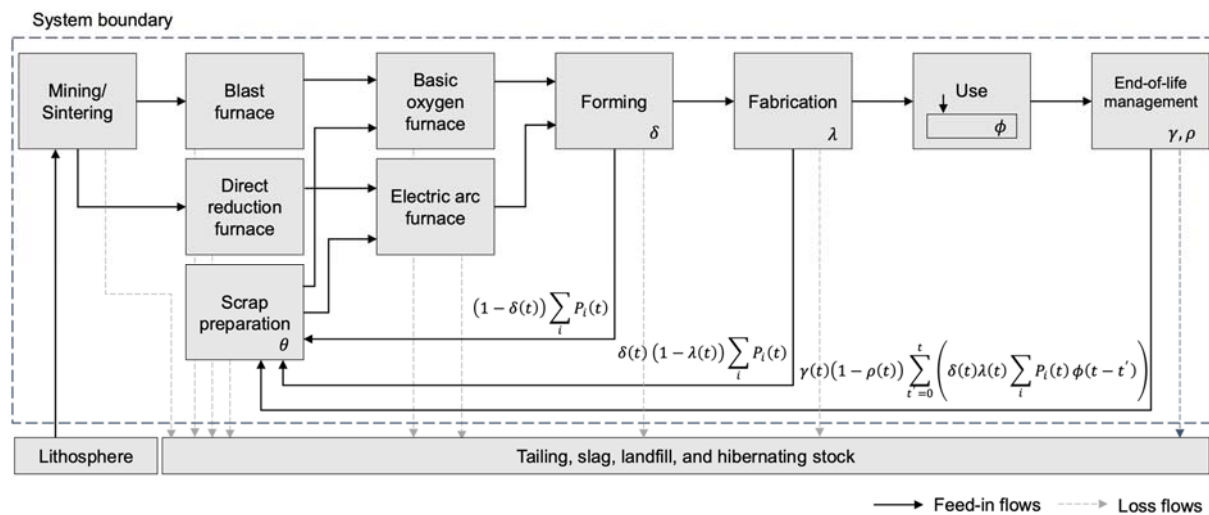 System boundary
Mining/
Sintering
Blast
furnace
Basic
oxygen
furnace
Forming
δ
Fabrication
λ
Use
ϕ
End-of-life
management
γ, ρ
Direct
reduction
furnace
Electric arc
furnace
Scrap
preparation
θ
(1 − δ(t)) ∑ᵢ Pᵢ(t)
δ(t) (1 − λ(t)) ∑ᵢ Pᵢ(t)
γ(t)(1 − ρ(t)) ∑_{t'=0}^{t} (δ(t)λ(t) ∑ᵢ Pᵢ(t) ϕ(t − t'))
Lithosphere
Tailing, slag, landfill, and hibernating stock
Feed-in flows
Loss flows